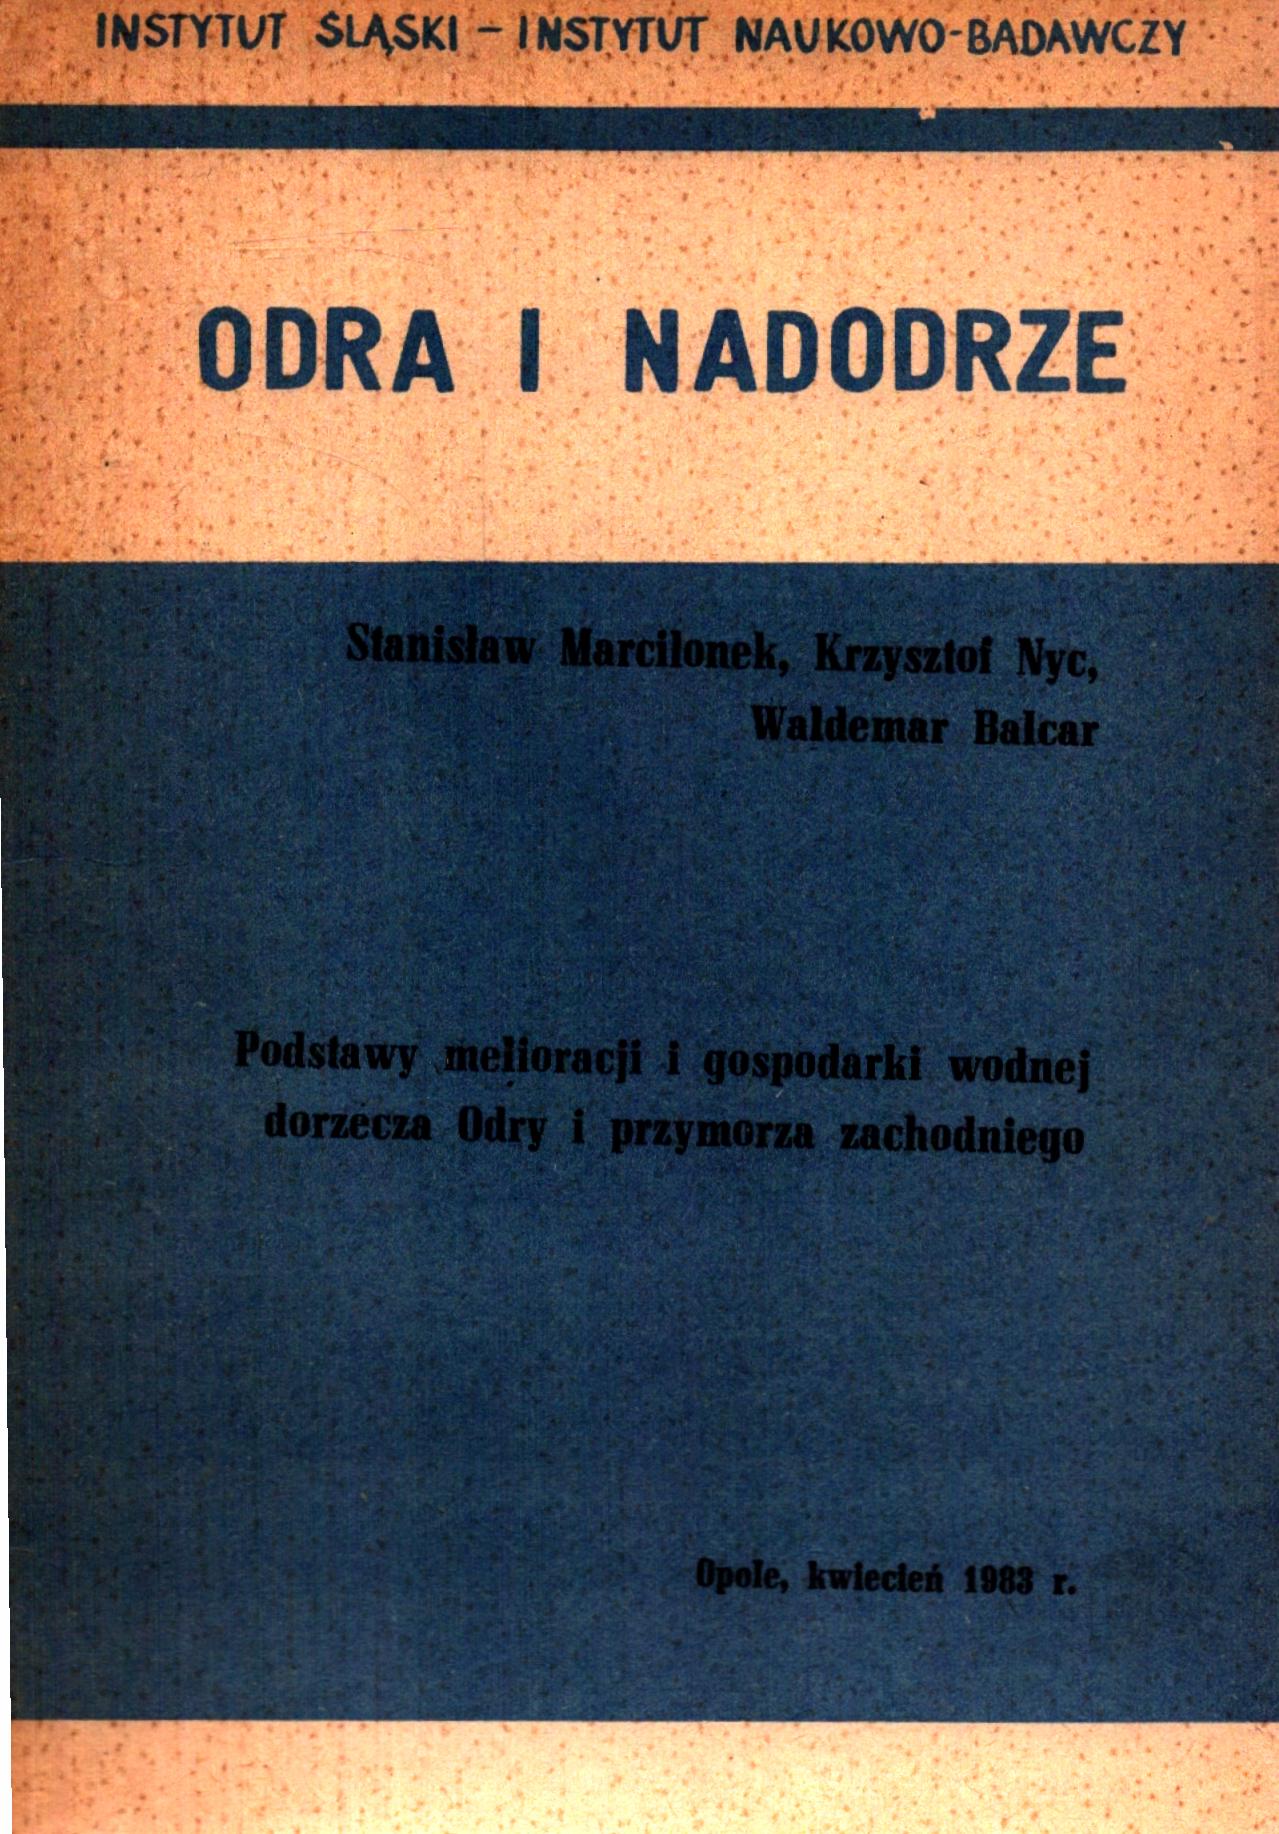 INSTYTUT ŚLĄSKI – INSTYTUT NAUKOWO-BADAWCZY
ODRA I NADODRZE
Stanisław Marcilonek, Krzysztof Nyc,
Waldemar Balcar
Podstawy melioracji i gospodarki wodnej
dorzecza Odry i przymorza zachodniego
Opole, kwiecień 1983 r.